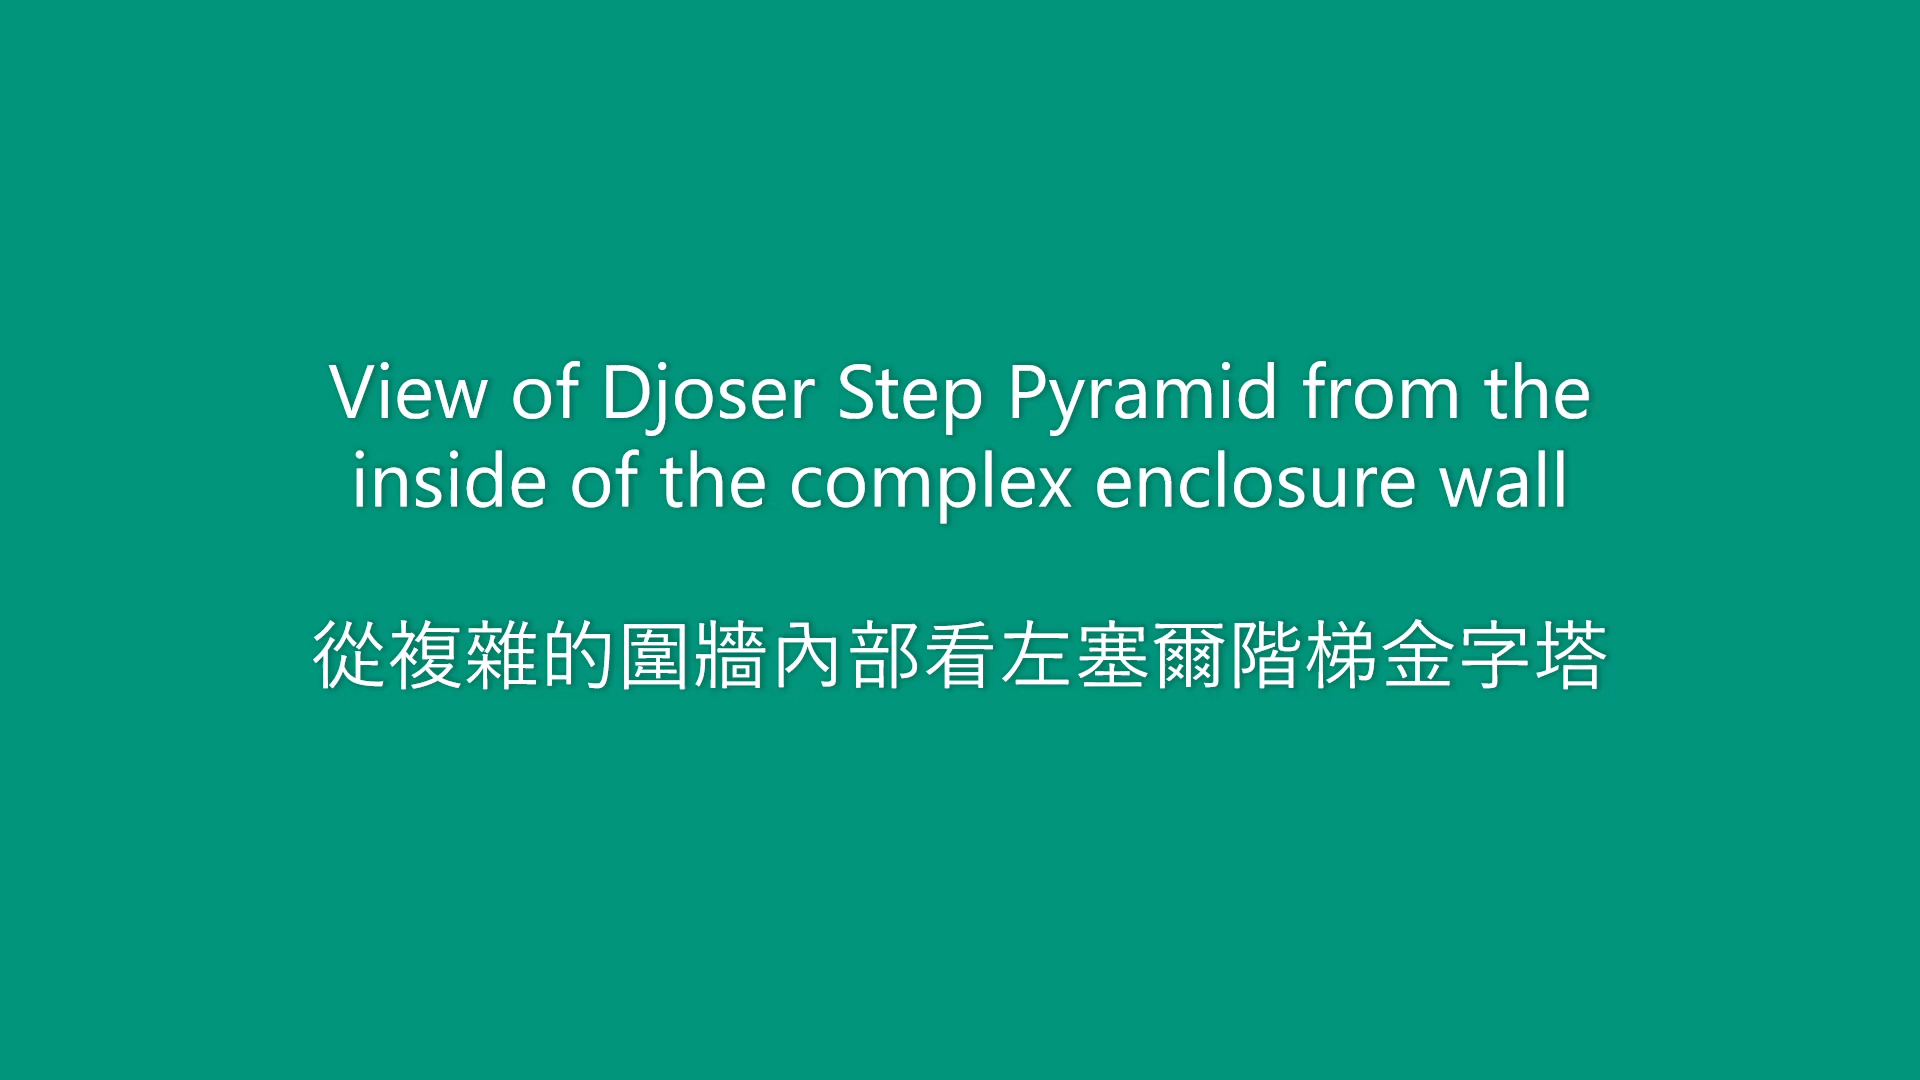 View of Djoser Step Pyramid from the
inside of the complex enclosure wall
從複雜的圍牆內部看左塞爾階梯金字塔